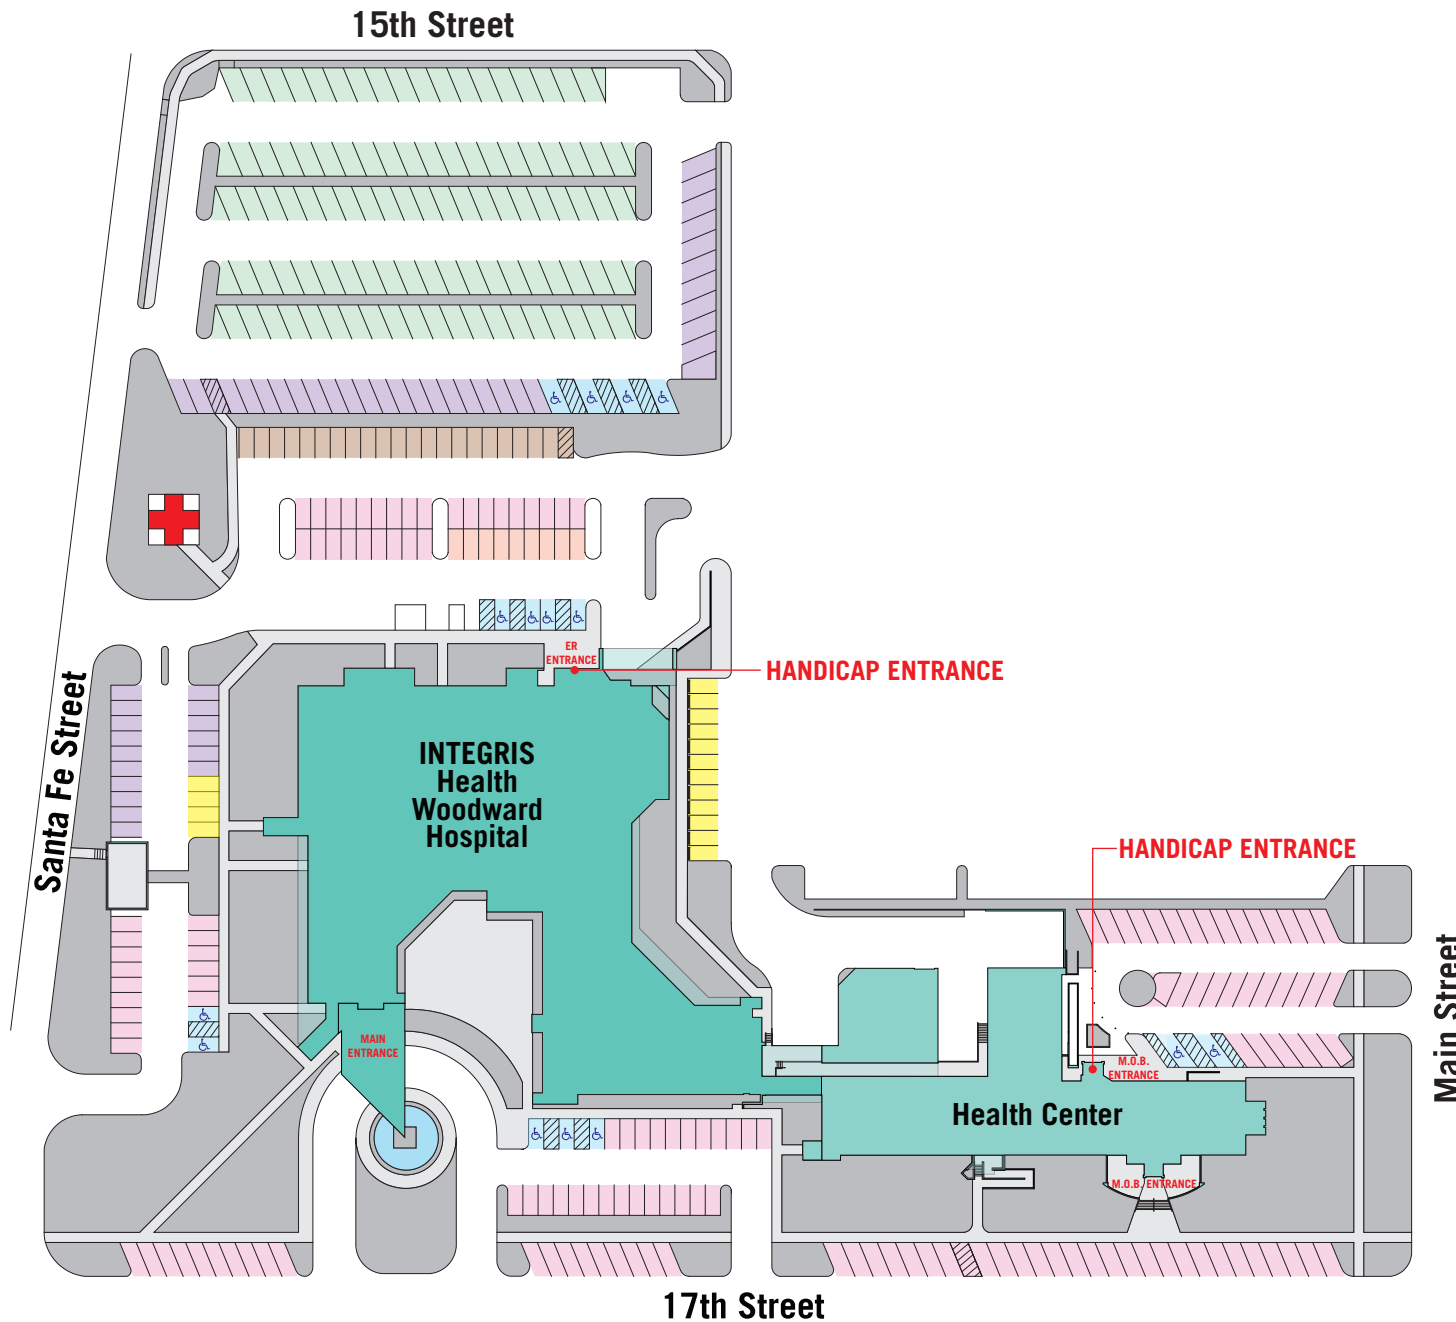 15th Street
ER
ENTRANCE
HANDICAP ENTRANCE
Santa Fe Street
INTEGRIS
Health
Woodward
Hospital
HANDICAP ENTRANCE
Main Street
MAIN
ENTRANCE
M.O.B.
ENTRANCE
Health Center
M.O.B. ENTRANCE
17th Street